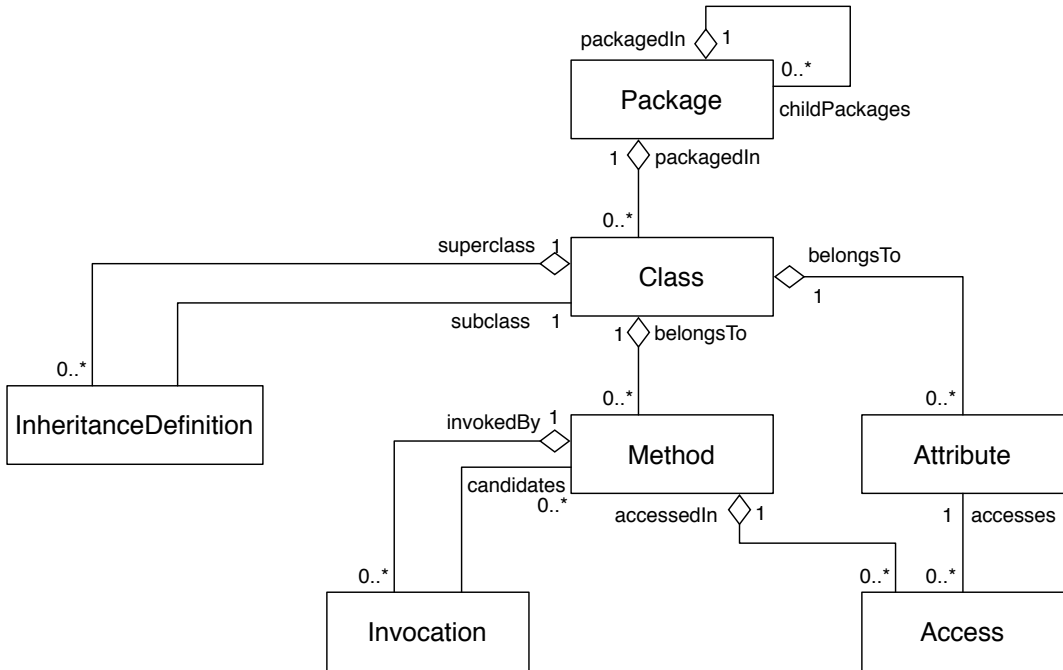 packagedIn 1
0..*
Package
childPackages
1 packagedIn
0..*
superclass 1
belongsTo
Class
1
subclass 1
1 belongsTo
0..*
InheritanceDefinition
0..*
0..*
invokedBy 1
Method
Attribute
candidates
0..*
accessedIn 1
1 accesses
0..*
0..*
0..*
Invocation
Access